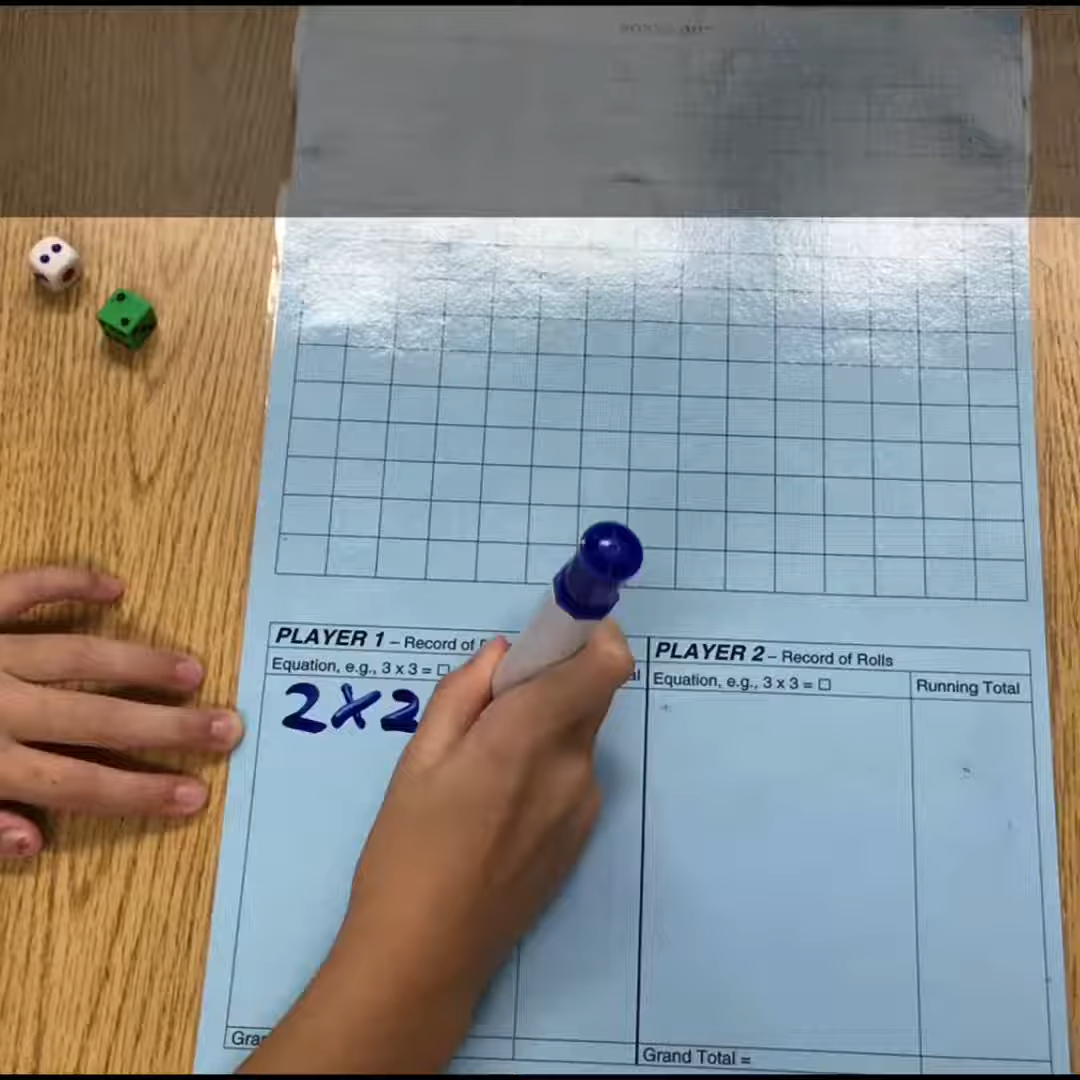 PLAYER 1 – Record of
Equation, e.g., 3 x 3 = □
2x2
PLAYER 2 – Record of Rolls
Equation, e.g., 3 x 3 = □
Running Total
Grand Total =